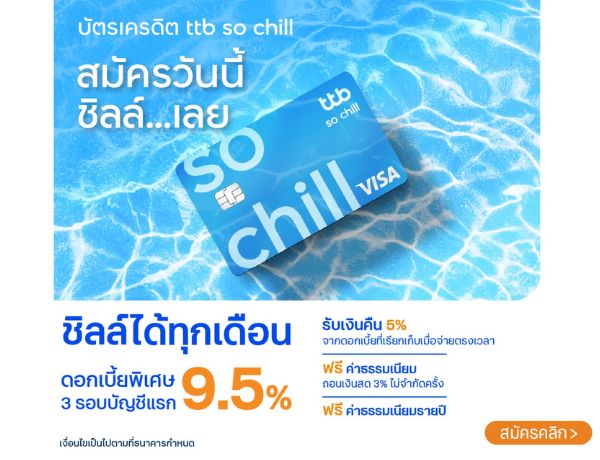 บัตรเครดิต ttb so chill
สมัครวันนี้
ชิลล์...เลย
ttb
so chill
so
chill
VISA
ชิลล์ได้ทุกเดือน
ดอกเบี้ยพิเศษ
3 รอบบัญชีแรก
9.5%
รับเงินคืน 5%
จากดอกเบี้ยที่เรียกเก็บเมื่อจ่ายตรงเวลา
ฟรี ค่าธรรมเนียม
ถอนเงินสด 3% ไม่จำกัดครั้ง
ฟรี ค่าธรรมเนียมรายปี
เงื่อนไขเป็นไปตามที่ธนาคารกำหนด
สมัครคลิก >